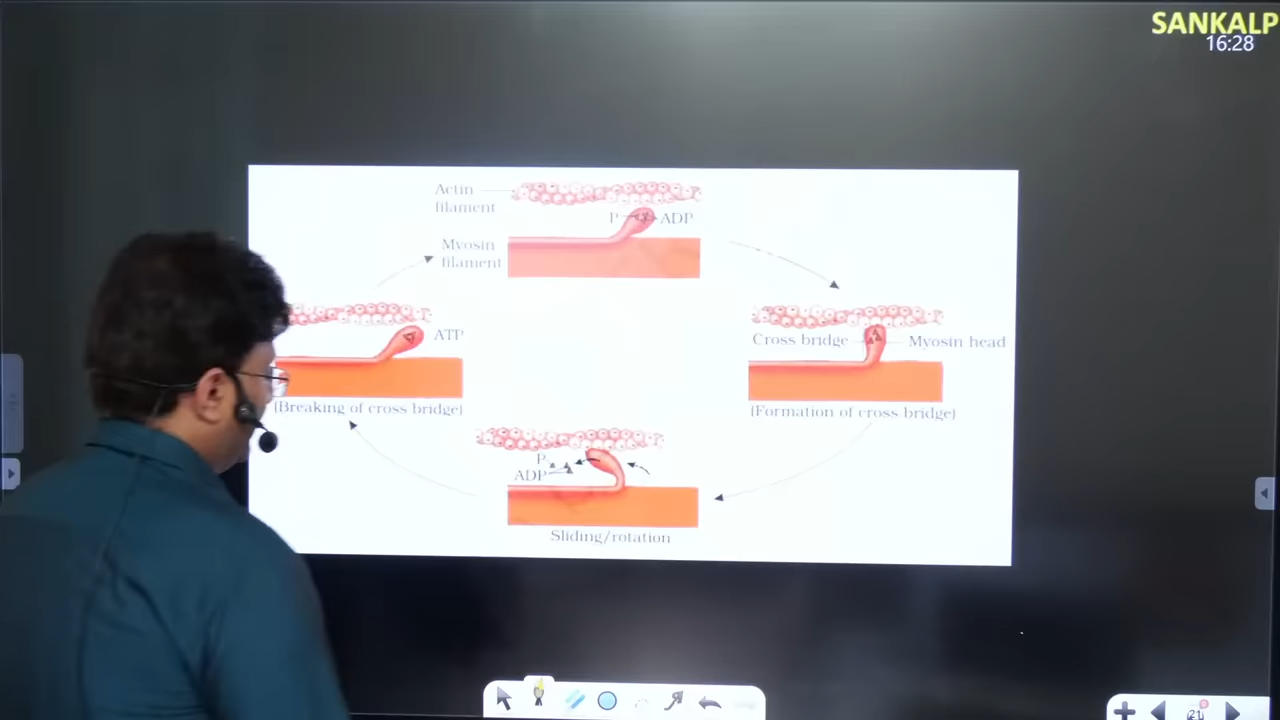 SANKALP
16:28
Actin
filament
P
ADP
Myosin
filament
ATP
(Breaking of cross bridge)
Cross bridge
Myosin head
(Formation of cross bridge)
P
ADP
Sliding/rotation
21